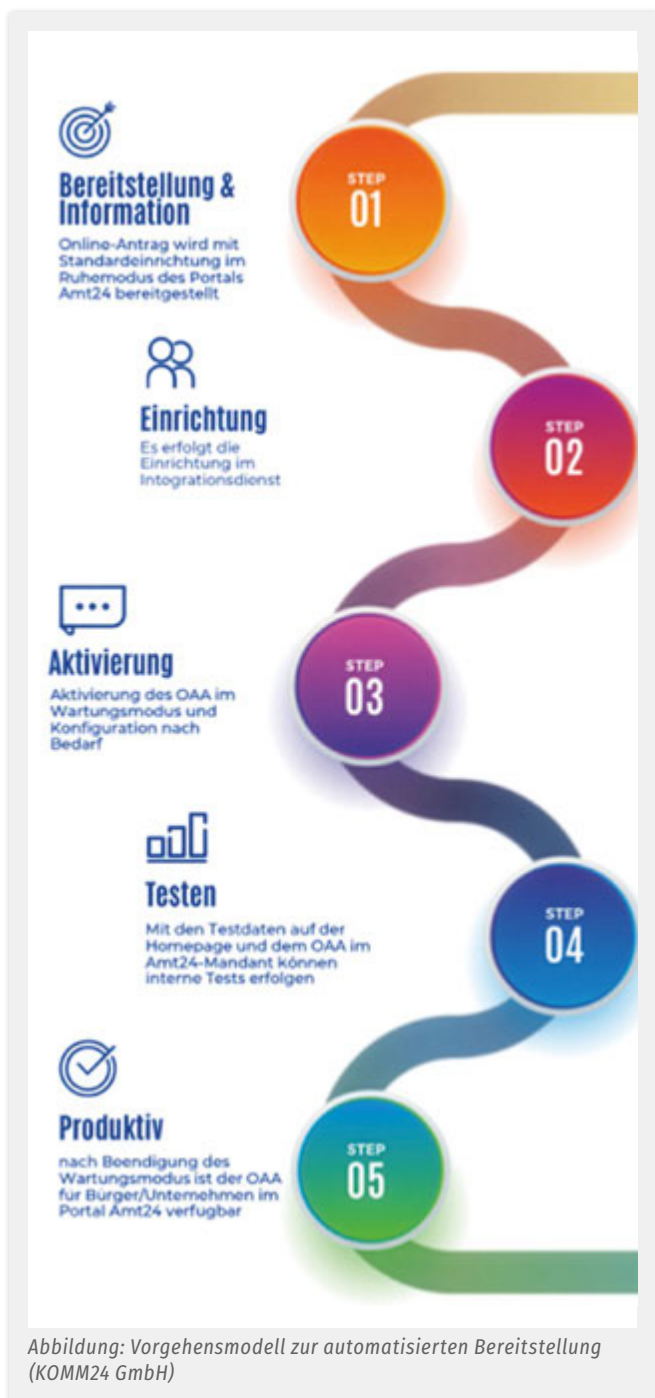 STEP
01
Bereitstellung &
Information
Online-Antrag wird mit
Standardeinrichtung im
Ruhemodus des Portals
Amt24 bereitgestellt
STEP
02
Einrichtung
Es erfolgt die
Einrichtung im
Integrationsdienst
STEP
03
Aktivierung
Aktivierung des OAA im
Wartungsmodus und
Konfiguration nach
Bedarf
STEP
04
Testen
Mit den Testdaten auf der
Homepage und dem OAA im
Amt24-Mandant können
interne Tests erfolgen
STEP
05
Produktiv
nach Beendigung des
Wartungsmodus ist der OAA
für Bürger/Unternehmen im
Portal Amt24 verfugbar
Abbildung: Vorgehensmodell zur automatisierten Bereitstellung
(KOMM24 GmbH)